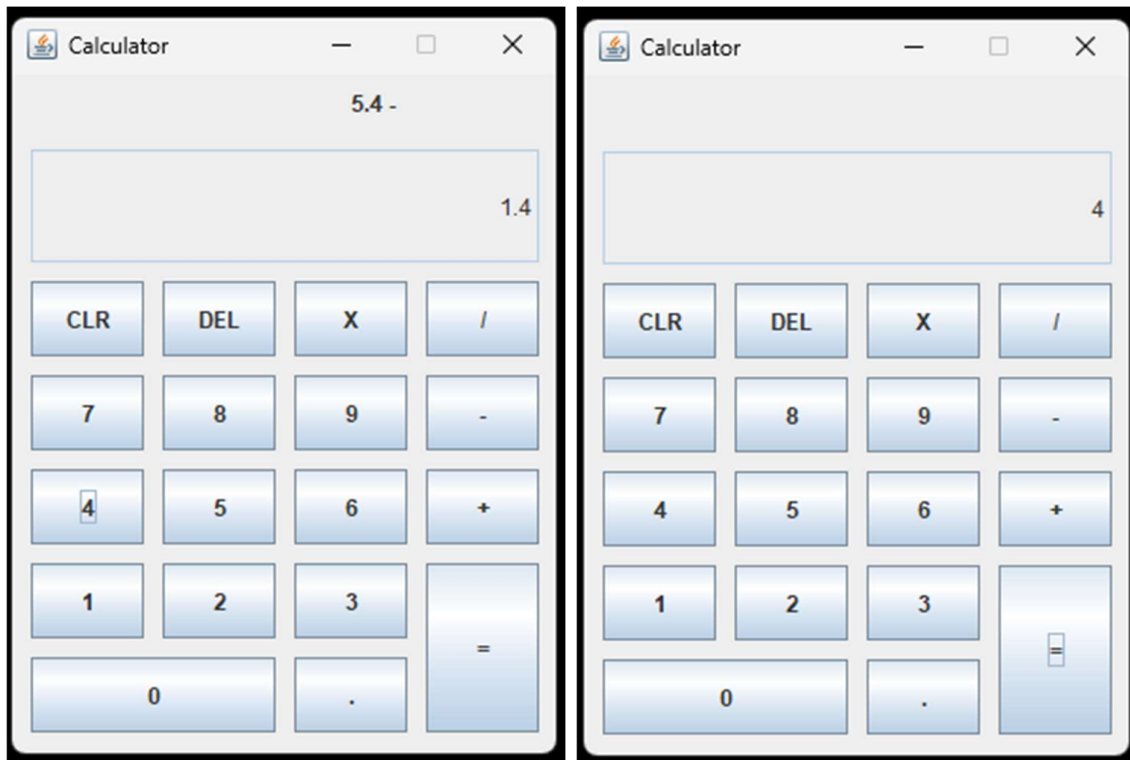 Calculator
5.4 -
1.4
CLR DEL X /
7 8 9 -
4 5 6 +
1 2 3
=
0 .
Calculator
4
CLR DEL X /
7 8 9 -
4 5 6 +
1 2 3
=
0 .